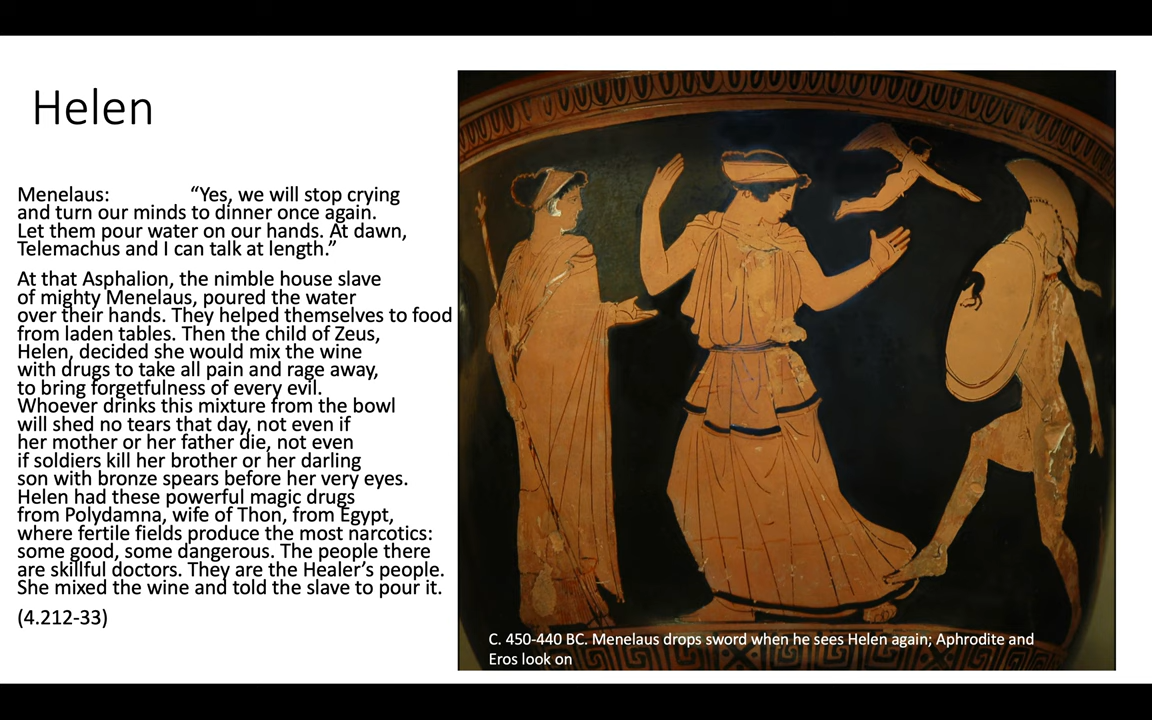 Helen
Menelaus: “Yes, we will stop crying
and turn our minds to dinner once again.
Let them pour water on our hands. At dawn,
Telemachus and I can talk at length.”
At that Asphalion, the nimble house slave
of mighty Menelaus, poured the water
over their hands. They helped themselves to food
from laden tables. Then the child of Zeus,
Helen, decided she would mix the wine
with drugs to take all pain and rage away,
to bring forgetfulness of every evil.
Whoever drinks this mixture from the bowl
will shed no tears that day, not even if
her mother or her father die, not even
if soldiers kill her brother or her darling
son with bronze spears before her very eyes.
Helen had these powerful magic drugs
from Polydamna, wife of Thon, from Egypt,
where fertile fields produce the most narcotics:
some good, some dangerous. The people there
are skillful doctors. They are the Healer’s people.
She mixed the wine and told the slave to pour it.
(4.212-33)
C. 450-440 BC. Menelaus drops sword when he sees Helen again; Aphrodite and
Eros look on